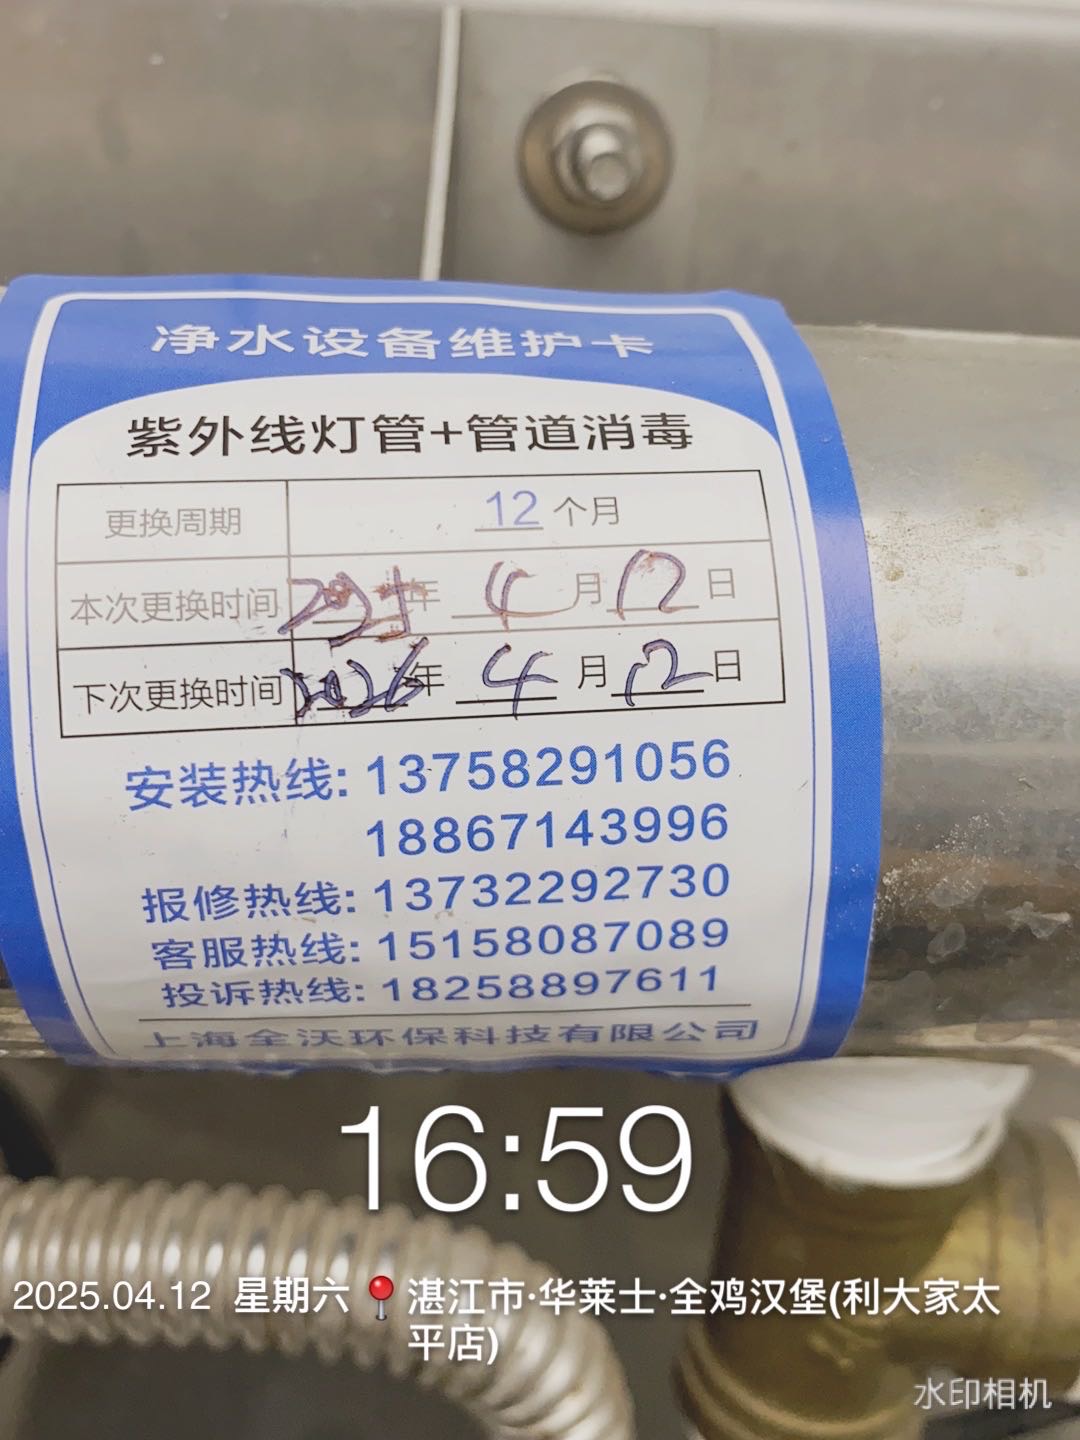 净水设备维护卡
紫外线灯管+管道消毒
更换周期 12 个月
本次更换时间 年 4 月 12 日
下次更换时间 2026 年 4 月 12 日
安装热线: 13758291056
18867143996
报修热线: 13732292730
客服热线: 15158087089
投诉热线: 18258897611
上海全沃环保科技有限公司
16:59
2025.04.12 星期六 湛江市·华莱士·全鸡汉堡(利大家太
平店)
水印相机